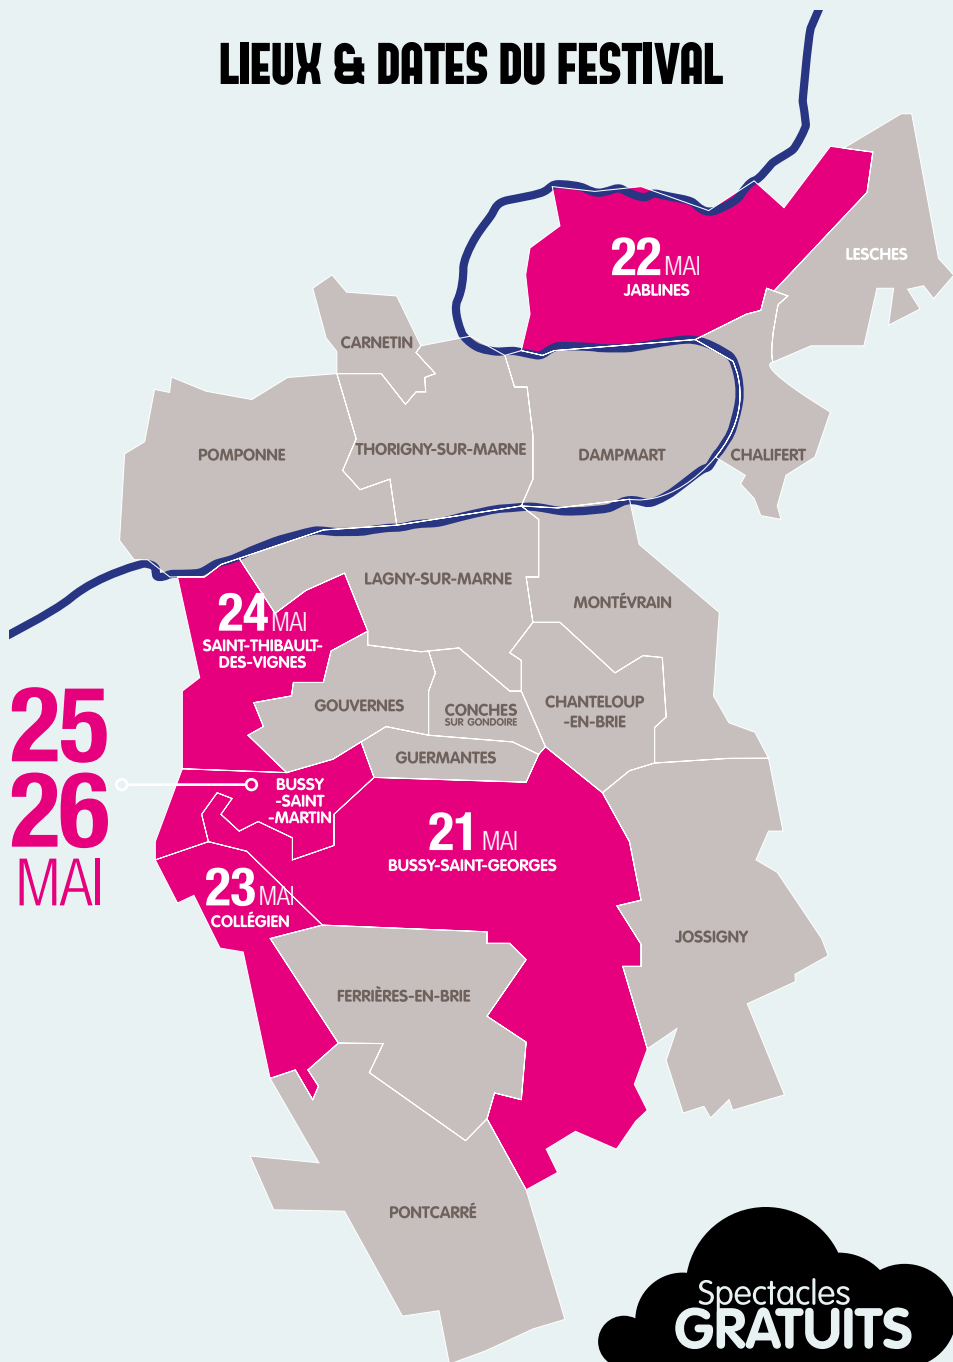 LIEUX & DATES DU FESTIVAL
22 MAI
JABLINES
LESCHES
CARNETIN
POMPONNE
THORIGNY-SUR-MARNE
DAMPMART
CHALIFERT
LAGNY-SUR-MARNE
MONTÉVRAIN
24 MAI
SAINT-THIBAULT-
DES-VIGNES
GOUVERNES
CONCHES
SUR GONDOIRE
CHANTELOUP
-EN-BRIE
GUERMANTES
25
26
MAI
BUSSY
-SAINT
-MARTIN
21 MAI
BUSSY-SAINT-GEORGES
23 MAI
COLLÉGIEN
JOSSIGNY
FERRIÈRES-EN-BRIE
PONTCARRÉ
Spectacles
GRATUITS